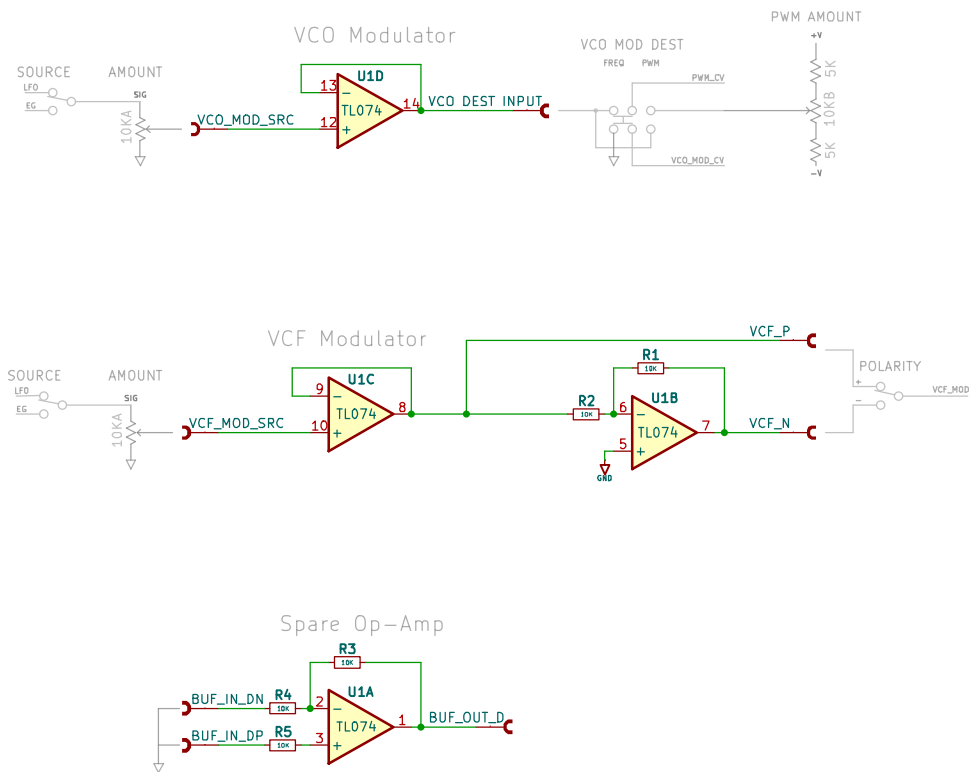 VCO Modulator
PWM AMOUNT
+V
VCO MOD DEST
FREQ PWM
SOURCE
AMOUNT
LFO
EG
SIG
10KA
VCO_MOD_SRC
U1D
TL074
13
12
14
−
+
VCO DEST INPUT
PWM_CV
VCO_MOD_CV
5K
10KB
5K
−V
VCF Modulator
SOURCE
AMOUNT
LFO
EG
SIG
10KA
VCF_MOD_SRC
U1C
TL074
9
10
8
−
+
R2
10K
R1
10K
U1B
TL074
6
5
7
−
+
GND
VCF_P
VCF_N
POLARITY
+
−
VCF_MOD
Spare Op−Amp
BUF_IN_DN
BUF_IN_DP
R4
10K
R5
10K
R3
10K
U1A
TL074
2
3
1
−
+
BUF_OUT_D